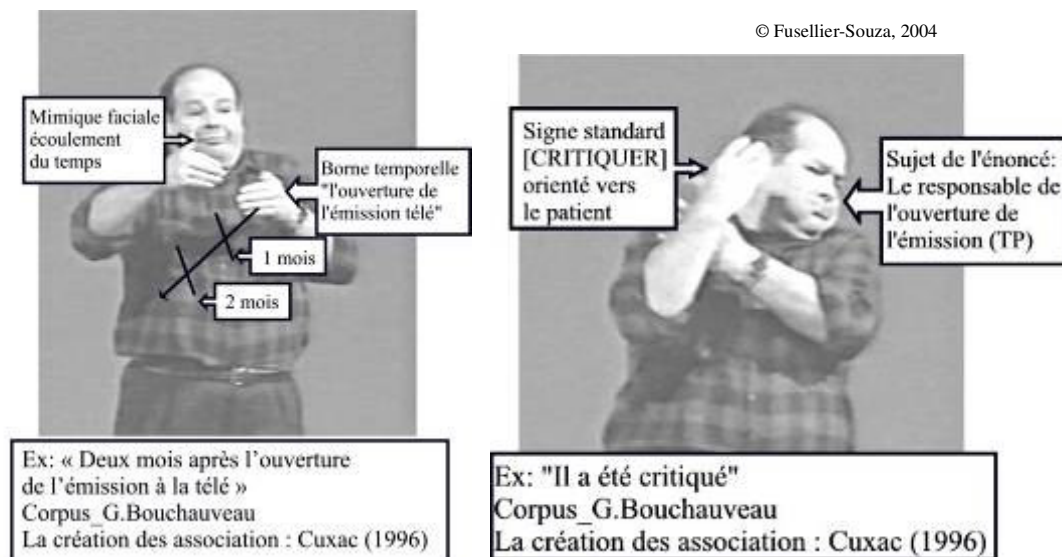 © Fusellier-Souza, 2004
Mimique faciale
écoulement
du temps
Borne temporelle
"l'ouverture de
l'émission télé"
1 mois
2 mois
Ex: « Deux mois après l'ouverture
de l'émission à la télé »
Corpus_G.Bouchauveau
La création des association : Cuxac (1996)
Signe standard
[CRITIQUER]
orienté vers
le patient
Sujet de l'énoncé:
Le responsable de
l'ouverture de
l'émission (TP)
Ex: "Il a été critiqué"
Corpus_G.Bouchauveau
La création des association : Cuxac (1996)